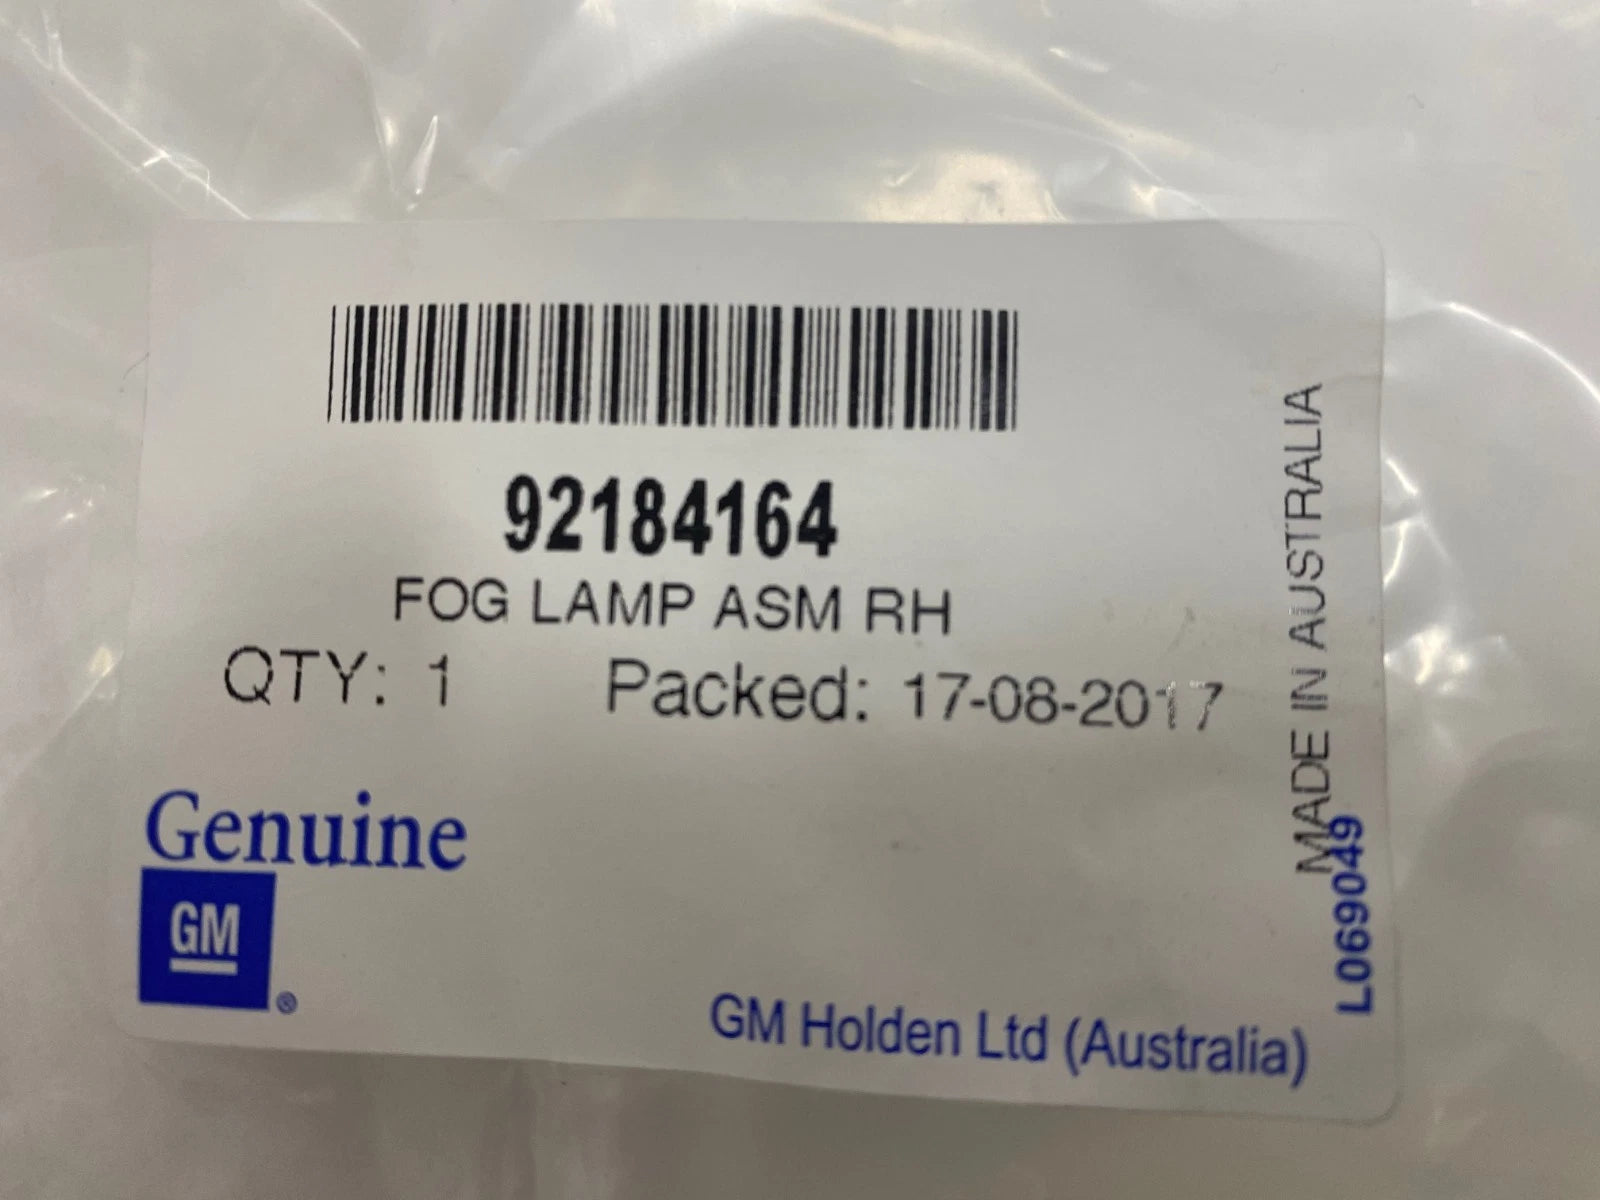 92184164
FOG LAMP ASM RH
QTY: 1 Packed: 17-08-2017
MADE IN AUSTRALIA
Genuine
GM
®
GM Holden Ltd (Australia)
L069049